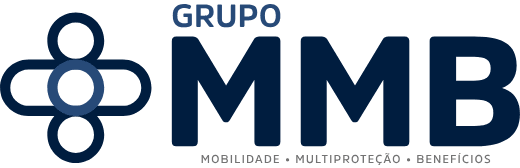 GRUPO
MMB
MOBILIDADE • MULTIPROTEÇÃO • BENEFÍCIOS